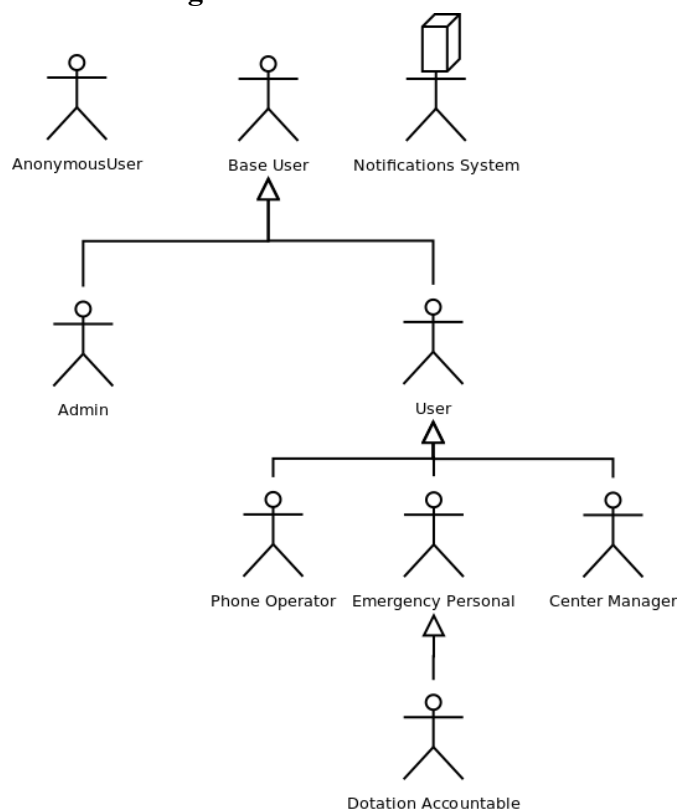 AnonymousUser
Base User
Notifications System
Admin
User
Phone Operator
Emergency Personal
Center Manager
Dotation Accountable